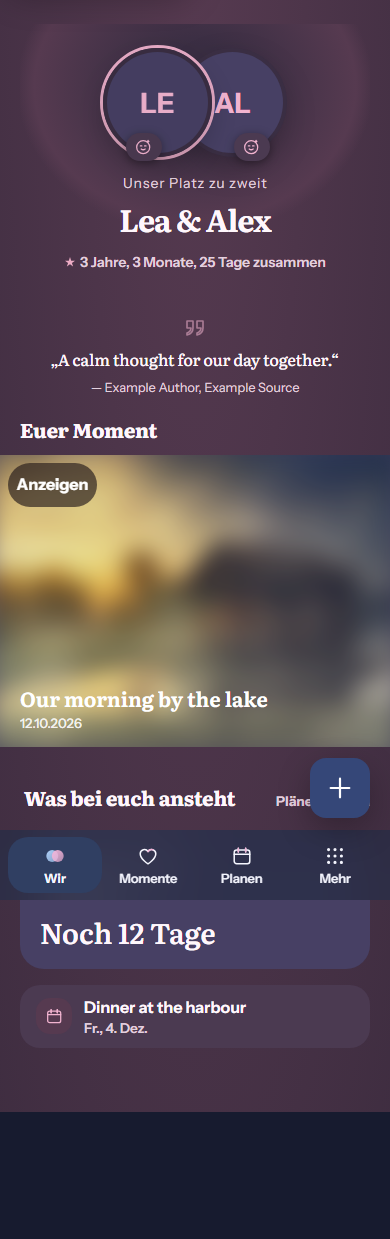 LE
AL
Unser Platz zu zweit
Lea & Alex
★ 3 Jahre, 3 Monate, 25 Tage zusammen
„A calm thought for our day together.“
— Example Author, Example Source
Euer Moment
Anzeigen
Our morning by the lake
12.10.2026
Was bei euch ansteht
Wir
Momente
Planen
Mehr
Noch 12 Tage
Dinner at the harbour
Fr., 4. Dez.